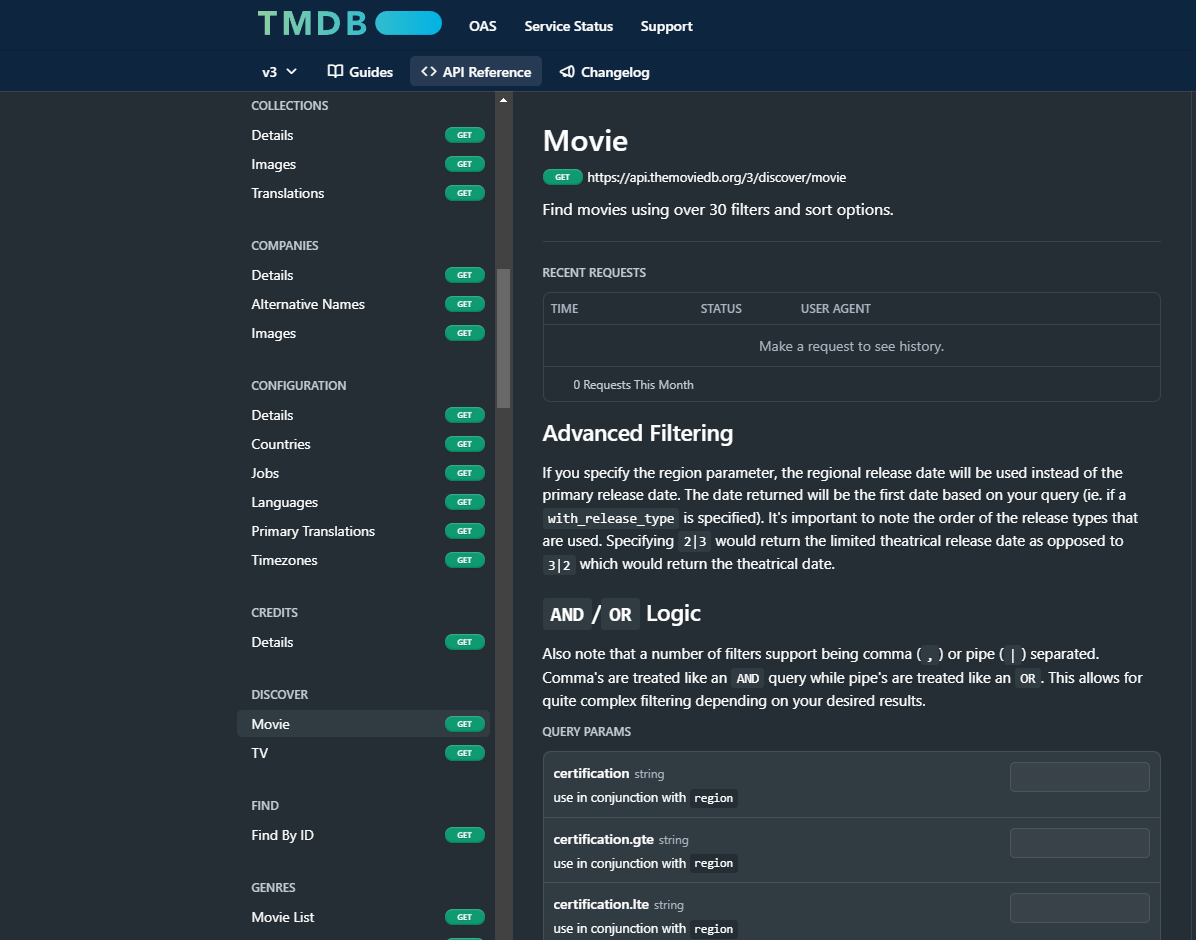 TMDB
OAS
Service Status
Support
v3
Guides
<> API Reference
Changelog
COLLECTIONS
Details GET
Images GET
Translations GET
COMPANIES
Details GET
Alternative Names GET
Images GET
CONFIGURATION
Details GET
Countries GET
Jobs GET
Languages GET
Primary Translations GET
Timezones GET
CREDITS
Details GET
DISCOVER
Movie GET
TV GET
FIND
Find By ID GET
GENRES
Movie List GET
Movie
GET https://api.themoviedb.org/3/discover/movie
Find movies using over 30 filters and sort options.
RECENT REQUESTS
TIME STATUS USER AGENT
Make a request to see history.
0 Requests This Month
Advanced Filtering
If you specify the region parameter, the regional release date will be used instead of the
primary release date. The date returned will be the first date based on your query (ie. if a
with_release_type is specified). It's important to note the order of the release types that
are used. Specifying 2|3 would return the limited theatrical release date as opposed to
3|2 which would return the theatrical date.
AND / OR Logic
Also note that a number of filters support being comma ( , ) or pipe ( | ) separated.
Comma's are treated like an AND query while pipe's are treated like an OR. This allows for
quite complex filtering depending on your desired results.
QUERY PARAMS
certification string
use in conjunction with region
certification.gte string
use in conjunction with region
certification.lte string
use in conjunction with region